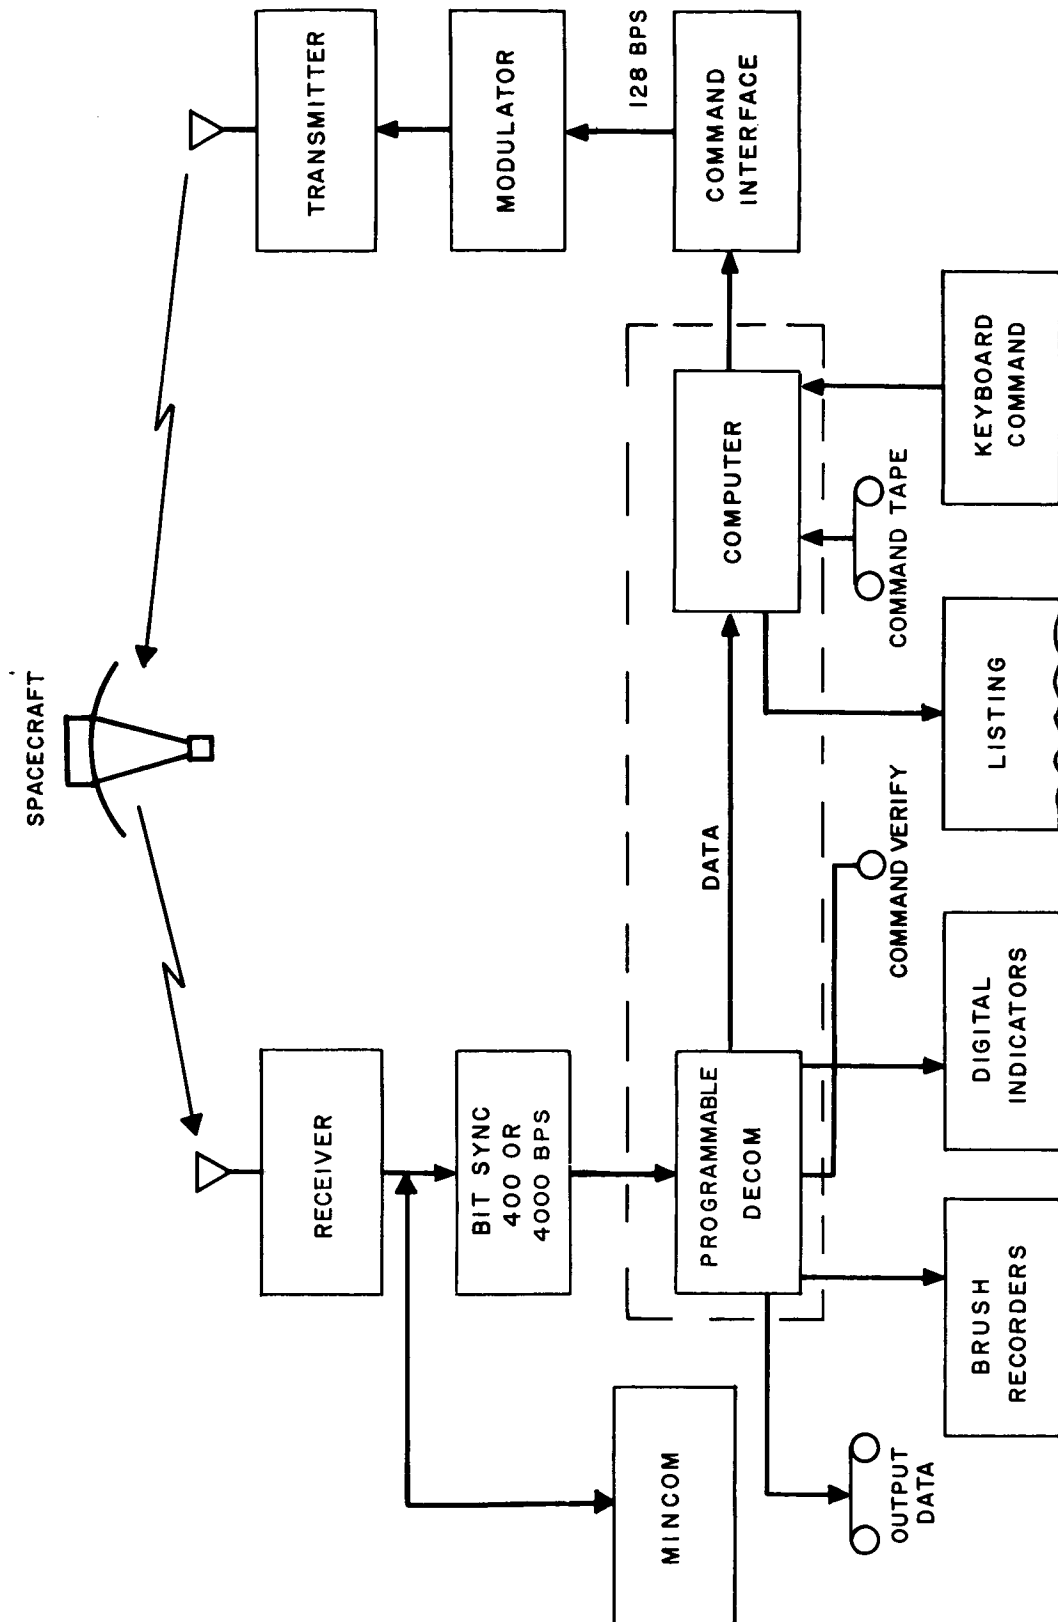 SPACECRAFT
RECEIVER
BIT SYNC
400 OR
4000 BPS
MINCOM
TRANSMITTER
MODULATOR
128 BPS
COMMAND
INTERFACE
PROGRAMMABLE
DECOM
DATA
COMPUTER
OUTPUT
DATA
COMMAND VERIFY
COMMAND TAPE
BRUSH
RECORDERS
DIGITAL
INDICATORS
LISTING
KEYBOARD
COMMAND